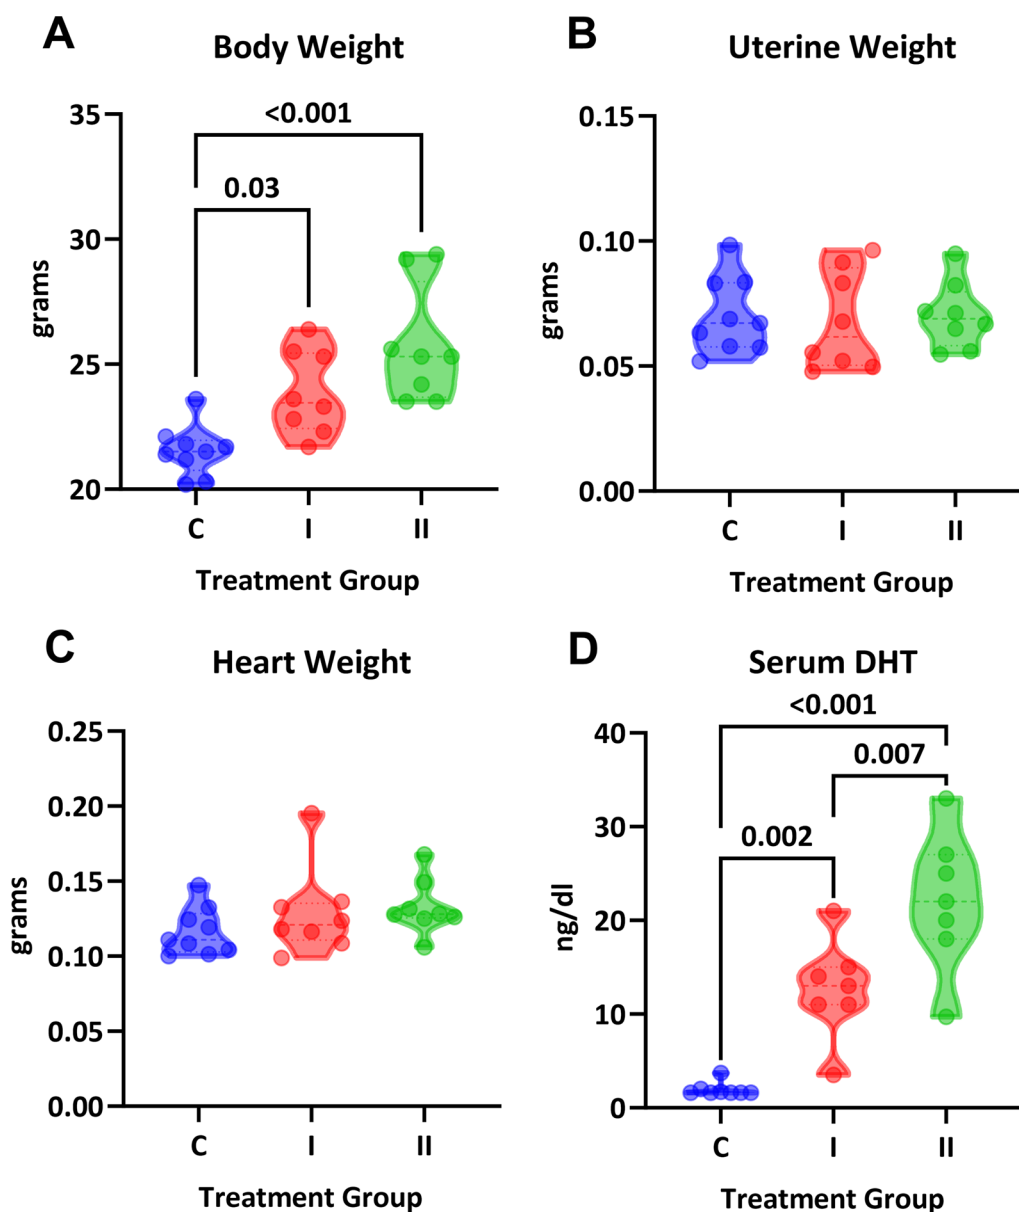 A
Body Weight
<0.001
0.03
35
30
25
20
grams
C
I
II
Treatment Group
B
Uterine Weight
0.15
0.10
0.05
0.00
grams
C
I
II
Treatment Group
C
Heart Weight
0.25
0.20
0.15
0.10
0.05
0.00
grams
C
I
II
Treatment Group
D
Serum DHT
<0.001
0.007
0.002
40
30
20
10
0
ng/dl
C
I
II
Treatment Group